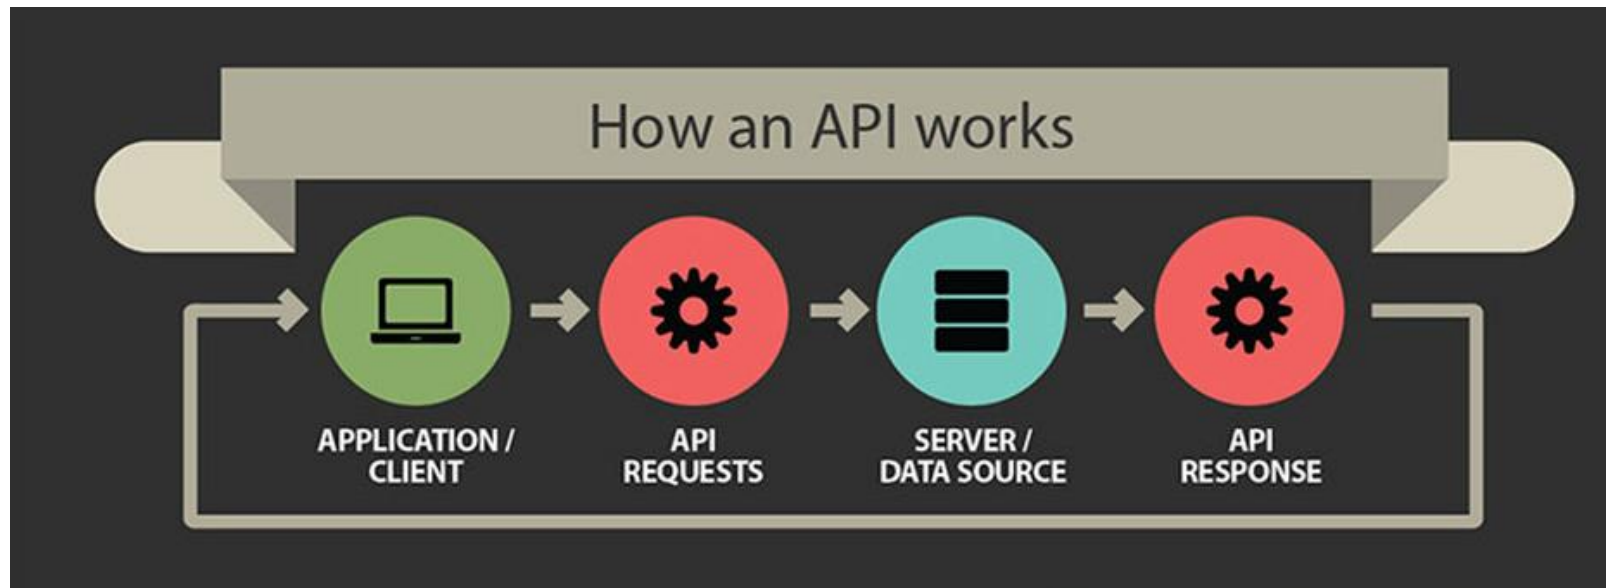 How an API works
APPLICATION /
CLIENT
API
REQUESTS
SERVER /
DATA SOURCE
API
RESPONSE